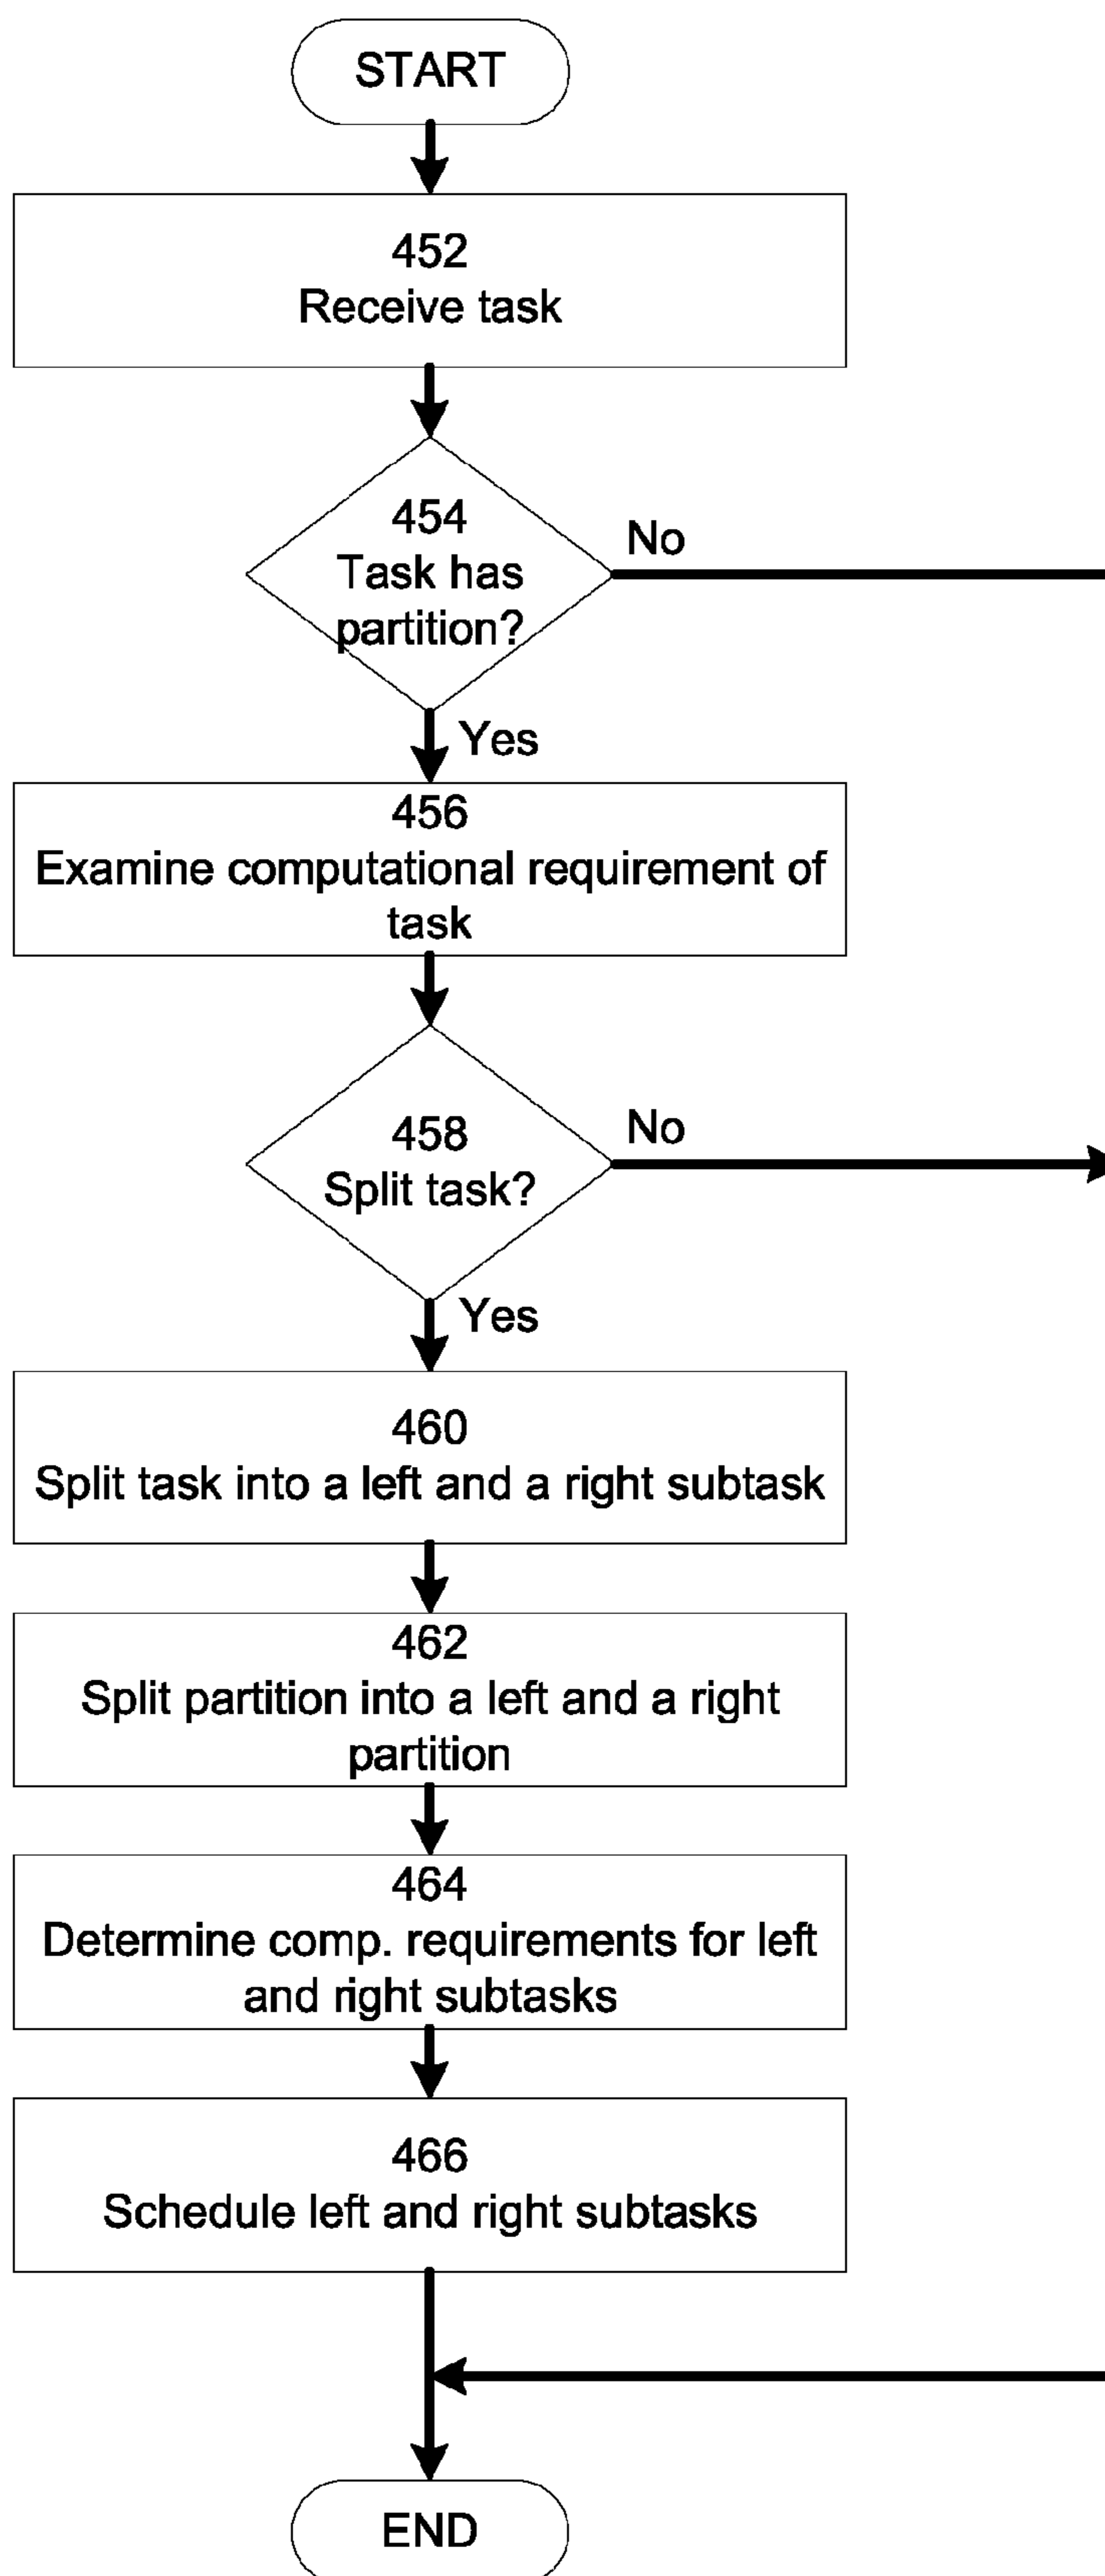 START
452
Receive task
454
Task has
partition?
No
Yes
456
Examine computational requirement of
task
458
Split task?
No
Yes
460
Split task into a left and a right subtask
462
Split partition into a left and a right
partition
464
Determine comp. requirements for left
and right subtasks
466
Schedule left and right subtasks
END